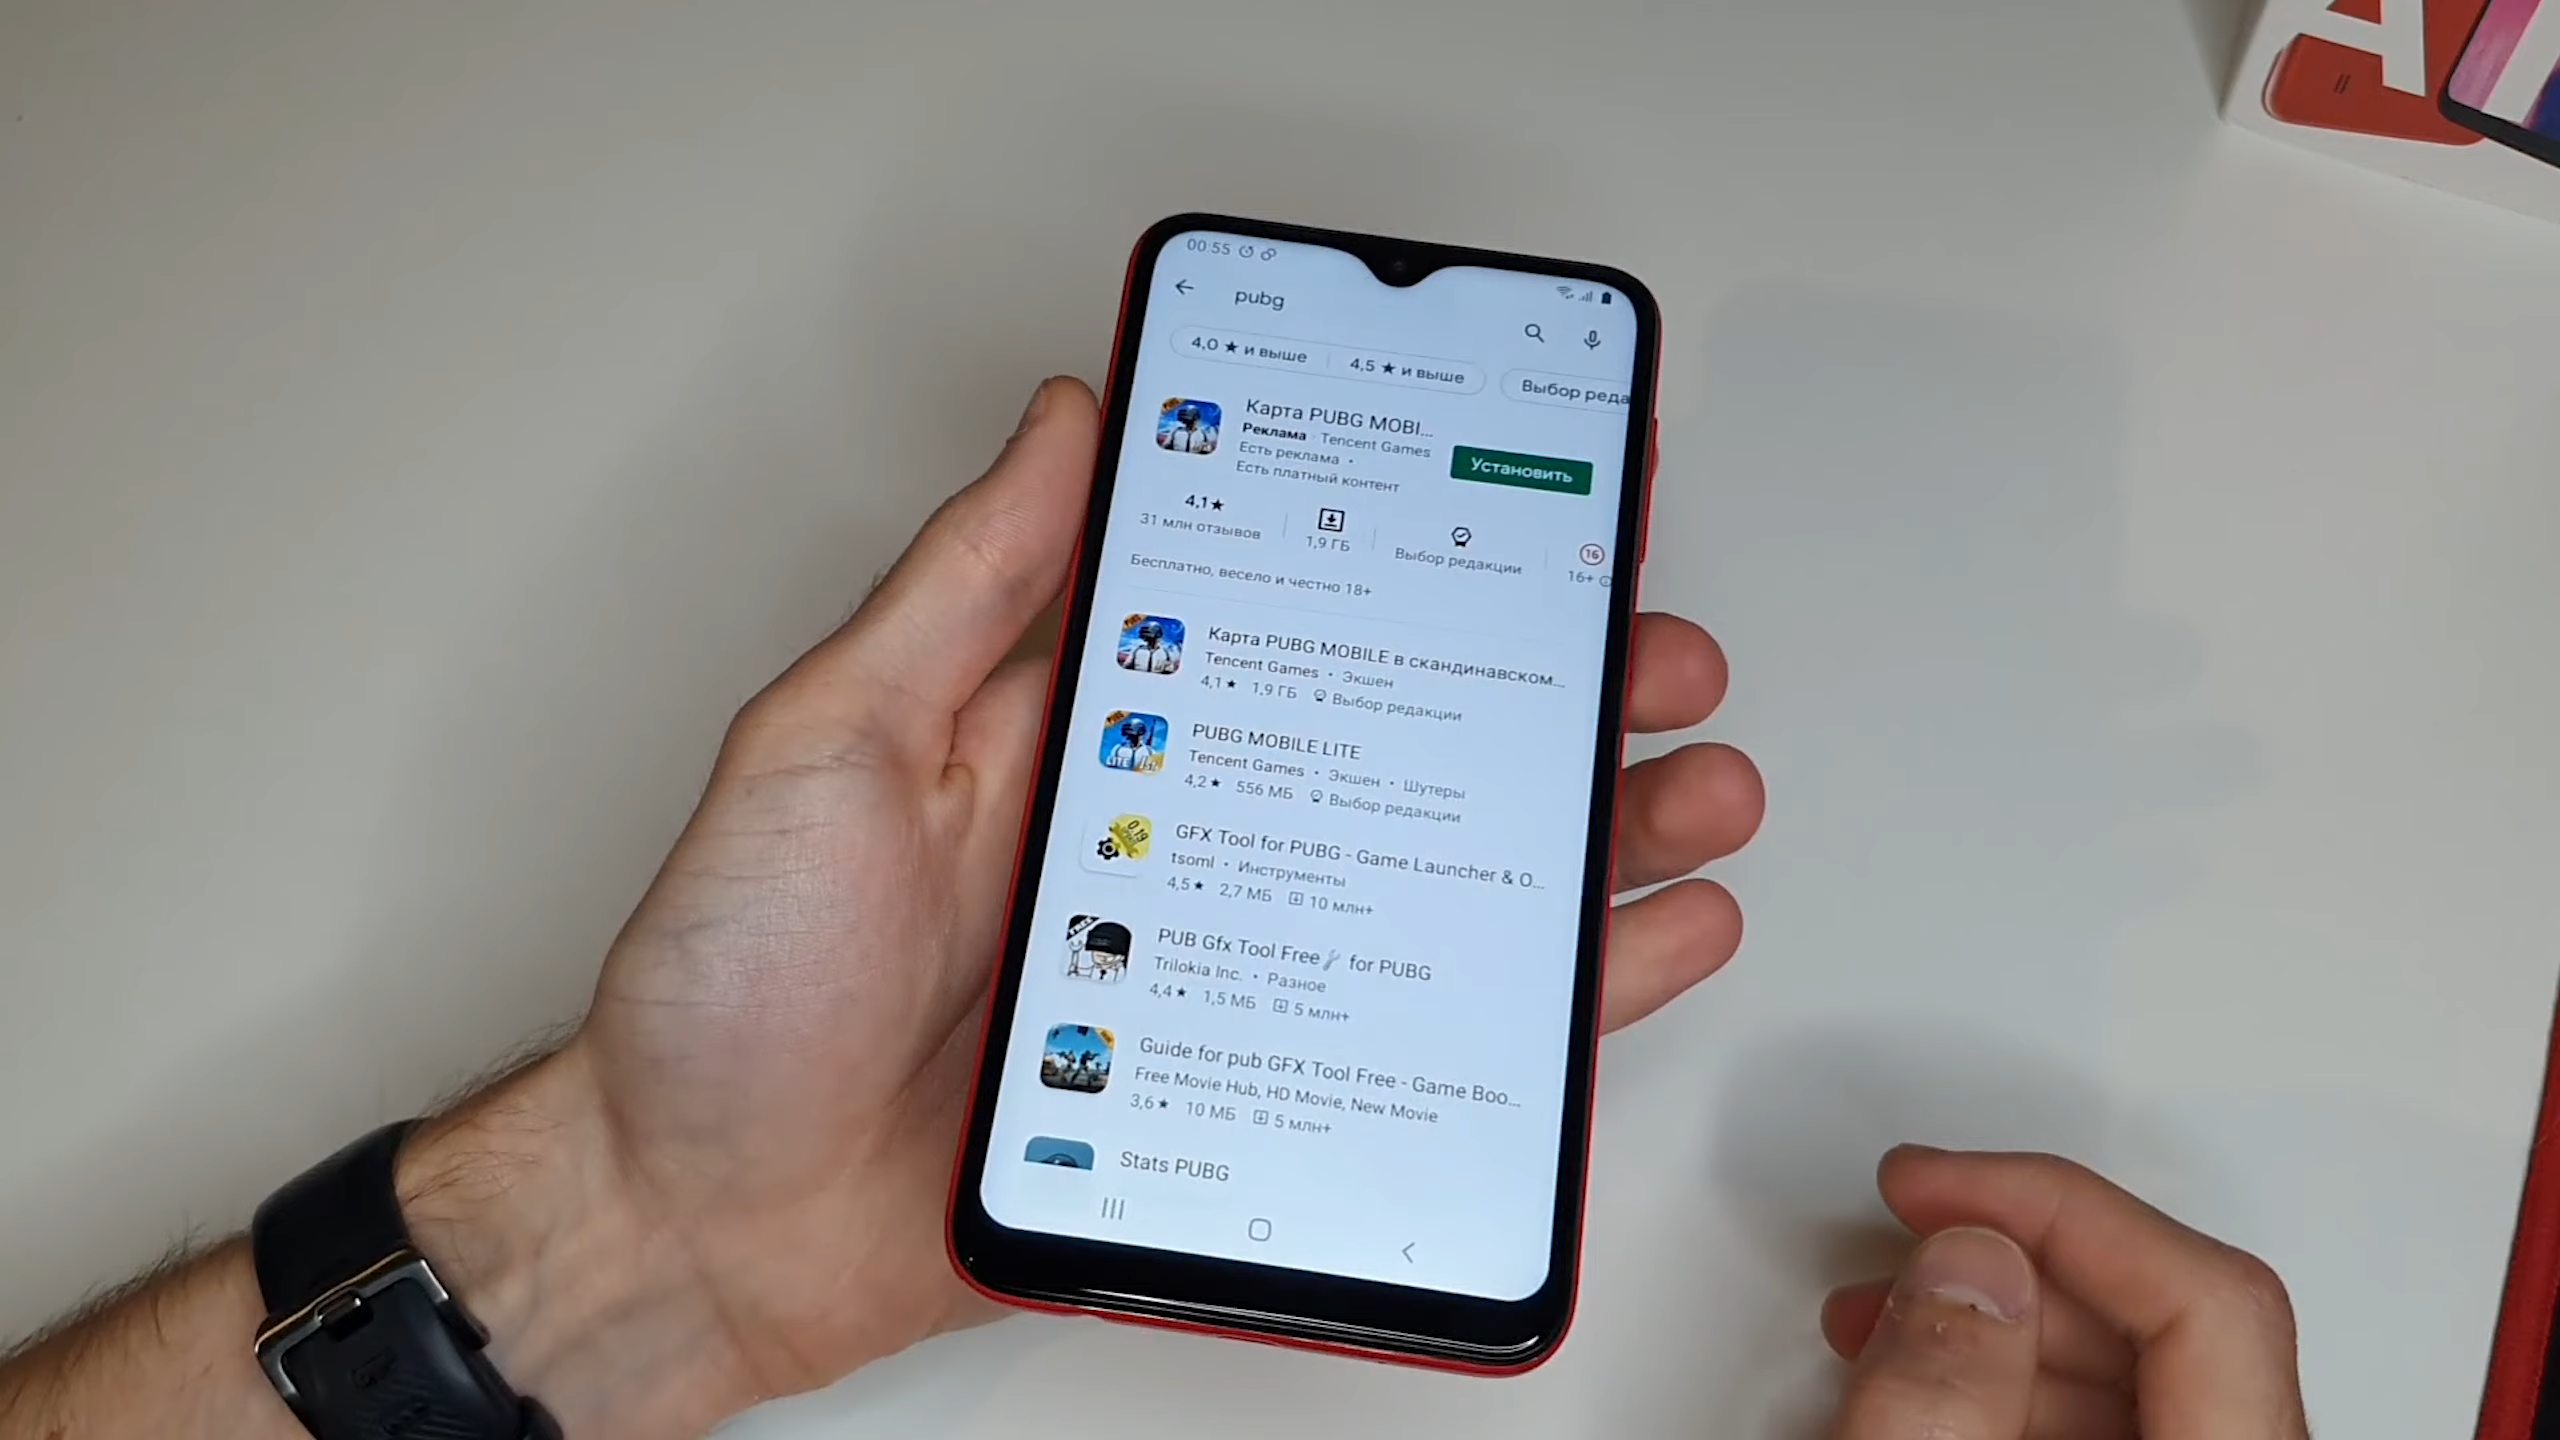 00:55
pubg
4,0 ★ и выше
4,5 ★ и выше
Выбор реда
Карта PUBG MOBI...
Реклама · Tencent Games
Есть реклама •
Есть платный контент
Установить
4,1★
31 млн отзывов
1,9 ГБ
Выбор редакции
16
16+
Бесплатно, весело и честно 18+
Карта PUBG MOBILE в скандинавском...
Tencent Games • Экшен
4,1★ 1,9 ГБ Выбор редакции
PUBG MOBILE LITE
Tencent Games • Экшен • Шутеры
4,2★ 556 МБ Выбор редакции
LITE
0.19
GFX Tool for PUBG - Game Launcher & O...
tsoml • Инструменты
4,5★ 2,7 МБ 10 млн+
FREE
PUB Gfx Tool Free for PUBG
Trilokia Inc. • Разное
4,4★ 1,5 МБ 5 млн+
Guide for pub GFX Tool Free - Game Boo...
Free Movie Hub, HD Movie, New Movie
3,6★ 10 МБ 5 млн+
Stats PUBG
A1